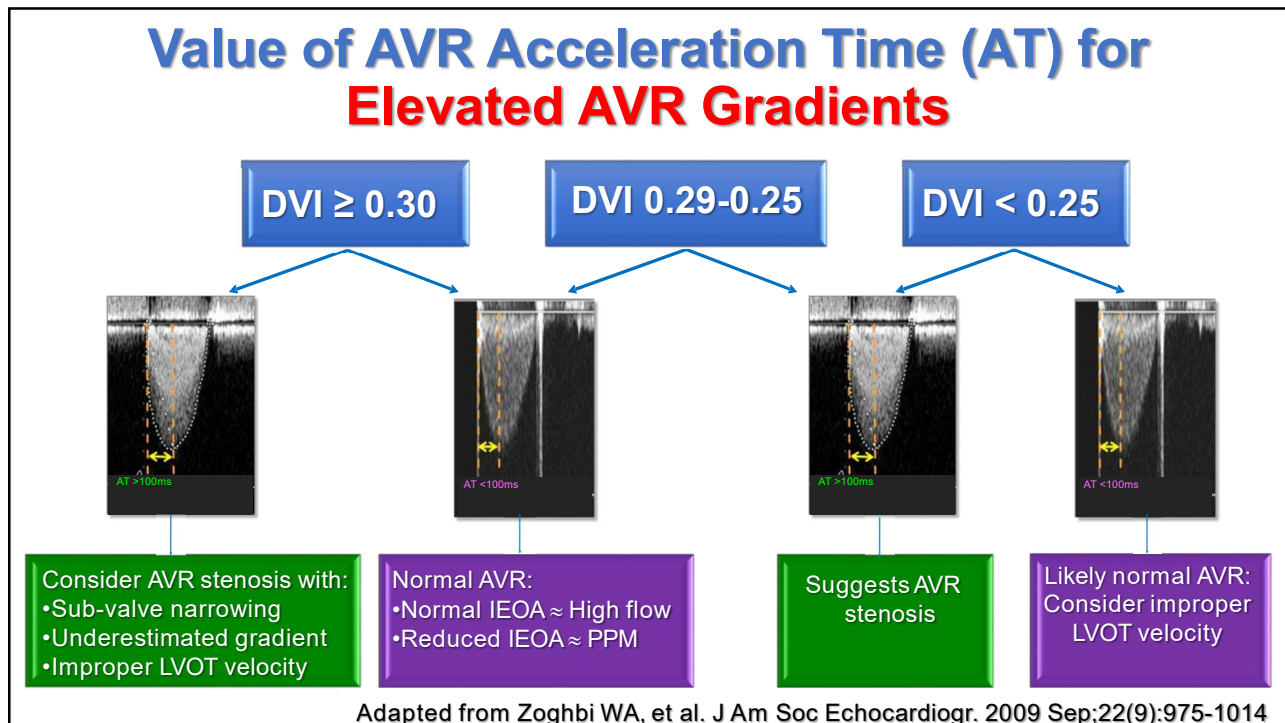 Value of AVR Acceleration Time (AT) for
Elevated AVR Gradients
DVI ≥ 0.30
DVI 0.29-0.25
DVI < 0.25
AT >100ms
AT <100ms
AT >100ms
AT <100ms
Consider AVR stenosis with:
•Sub-valve narrowing
•Underestimated gradient
•Improper LVOT velocity
Normal AVR:
•Normal IEOA ≈ High flow
•Reduced IEOA ≈ PPM
Suggests AVR
stenosis
Likely normal AVR:
Consider improper
LVOT velocity
Adapted from Zoghbi WA, et al. J Am Soc Echocardiogr. 2009 Sep;22(9):975-1014